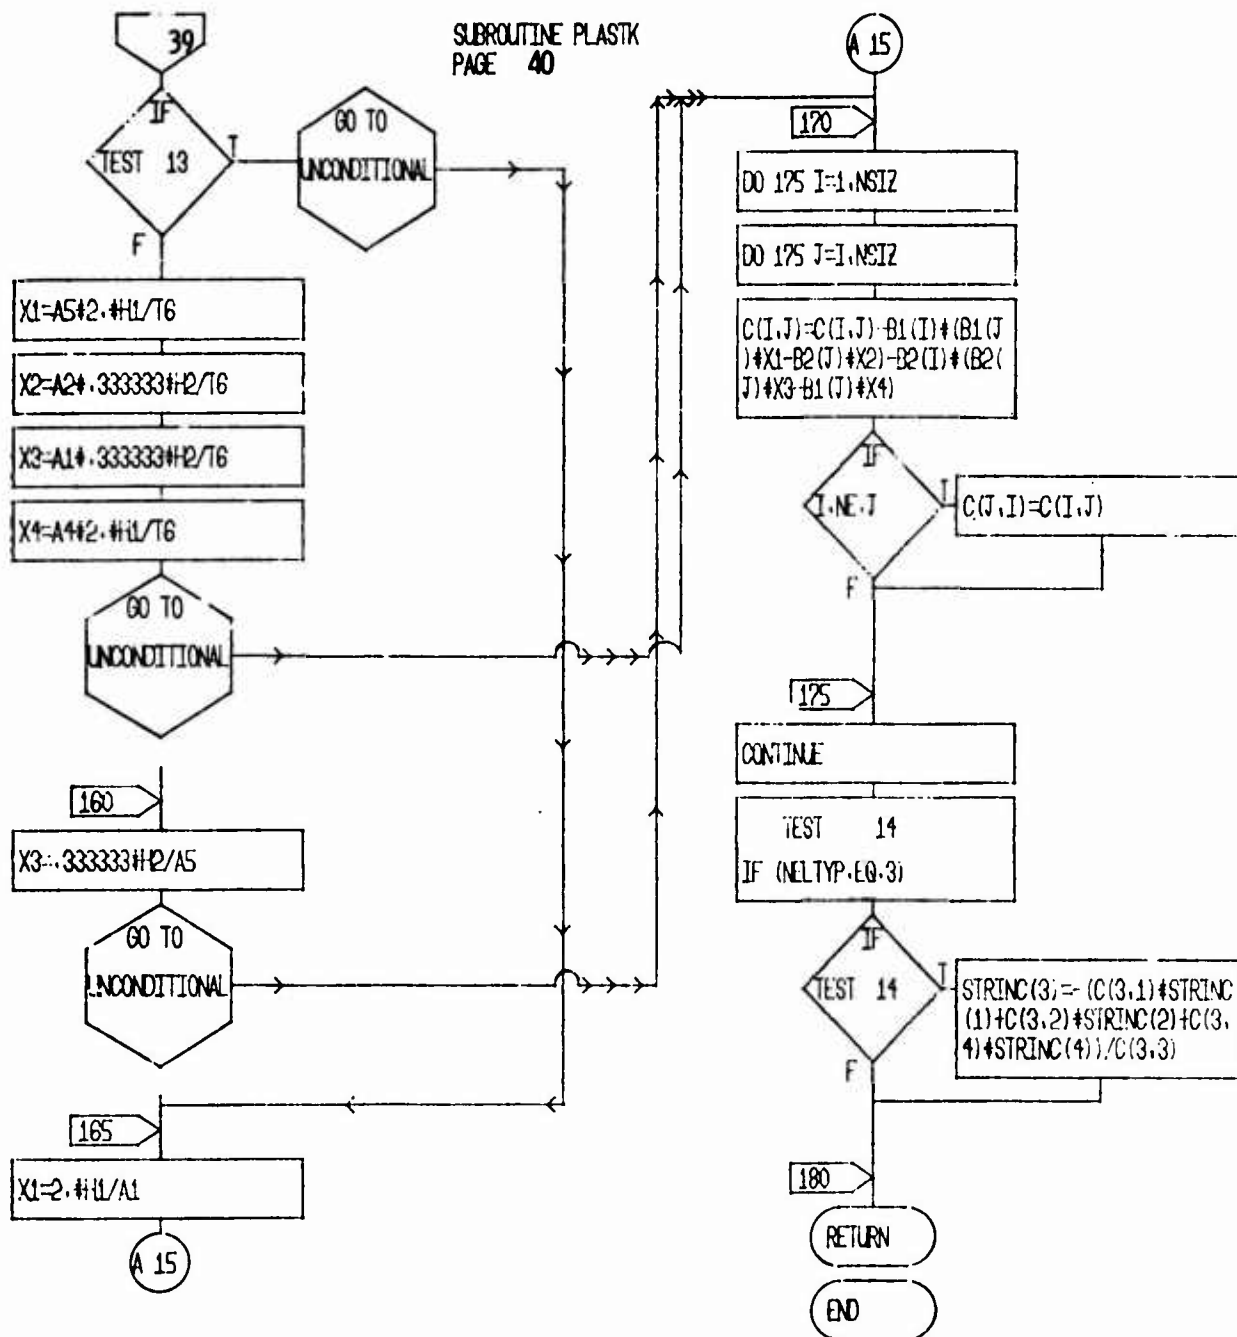 SUBROUTINE PLASTK
PAGE 40
39
IF
TEST 13
T
F
GO TO
UNCONDITIONAL
X1=A5*2.*H1/T6
X2=A2*.333333*H2/T6
X3=A1*.333333*H2/T6
X4=A4*2.*H1/T6
GO TO
UNCONDITIONAL
160
X3=.333333*H2/A5
GO TO
UNCONDITIONAL
165
X1=2.*H1/A1
A 15
A 15
170
DO 175 I=1,NSIZ
DO 175 J=I,NSIZ
C(I,J)=C(I,J)-B1(I)*(B1(J
)*X1-B2(J)*X2)-B2(I)*(B2(
J)*X3-B1(J)*X4)
IF
I.NE.J
T
F
C(J,I)=C(I,J)
175
CONTINUE
TEST 14
IF (NELTYP.EQ.3)
IF
TEST 14
T
F
STRINC(3)=-(C(3,1)*STRINC
(1)+C(3,2)*STRINC(2)+C(3,
4)*STRINC(4))/C(3,3)
180
RETURN
END